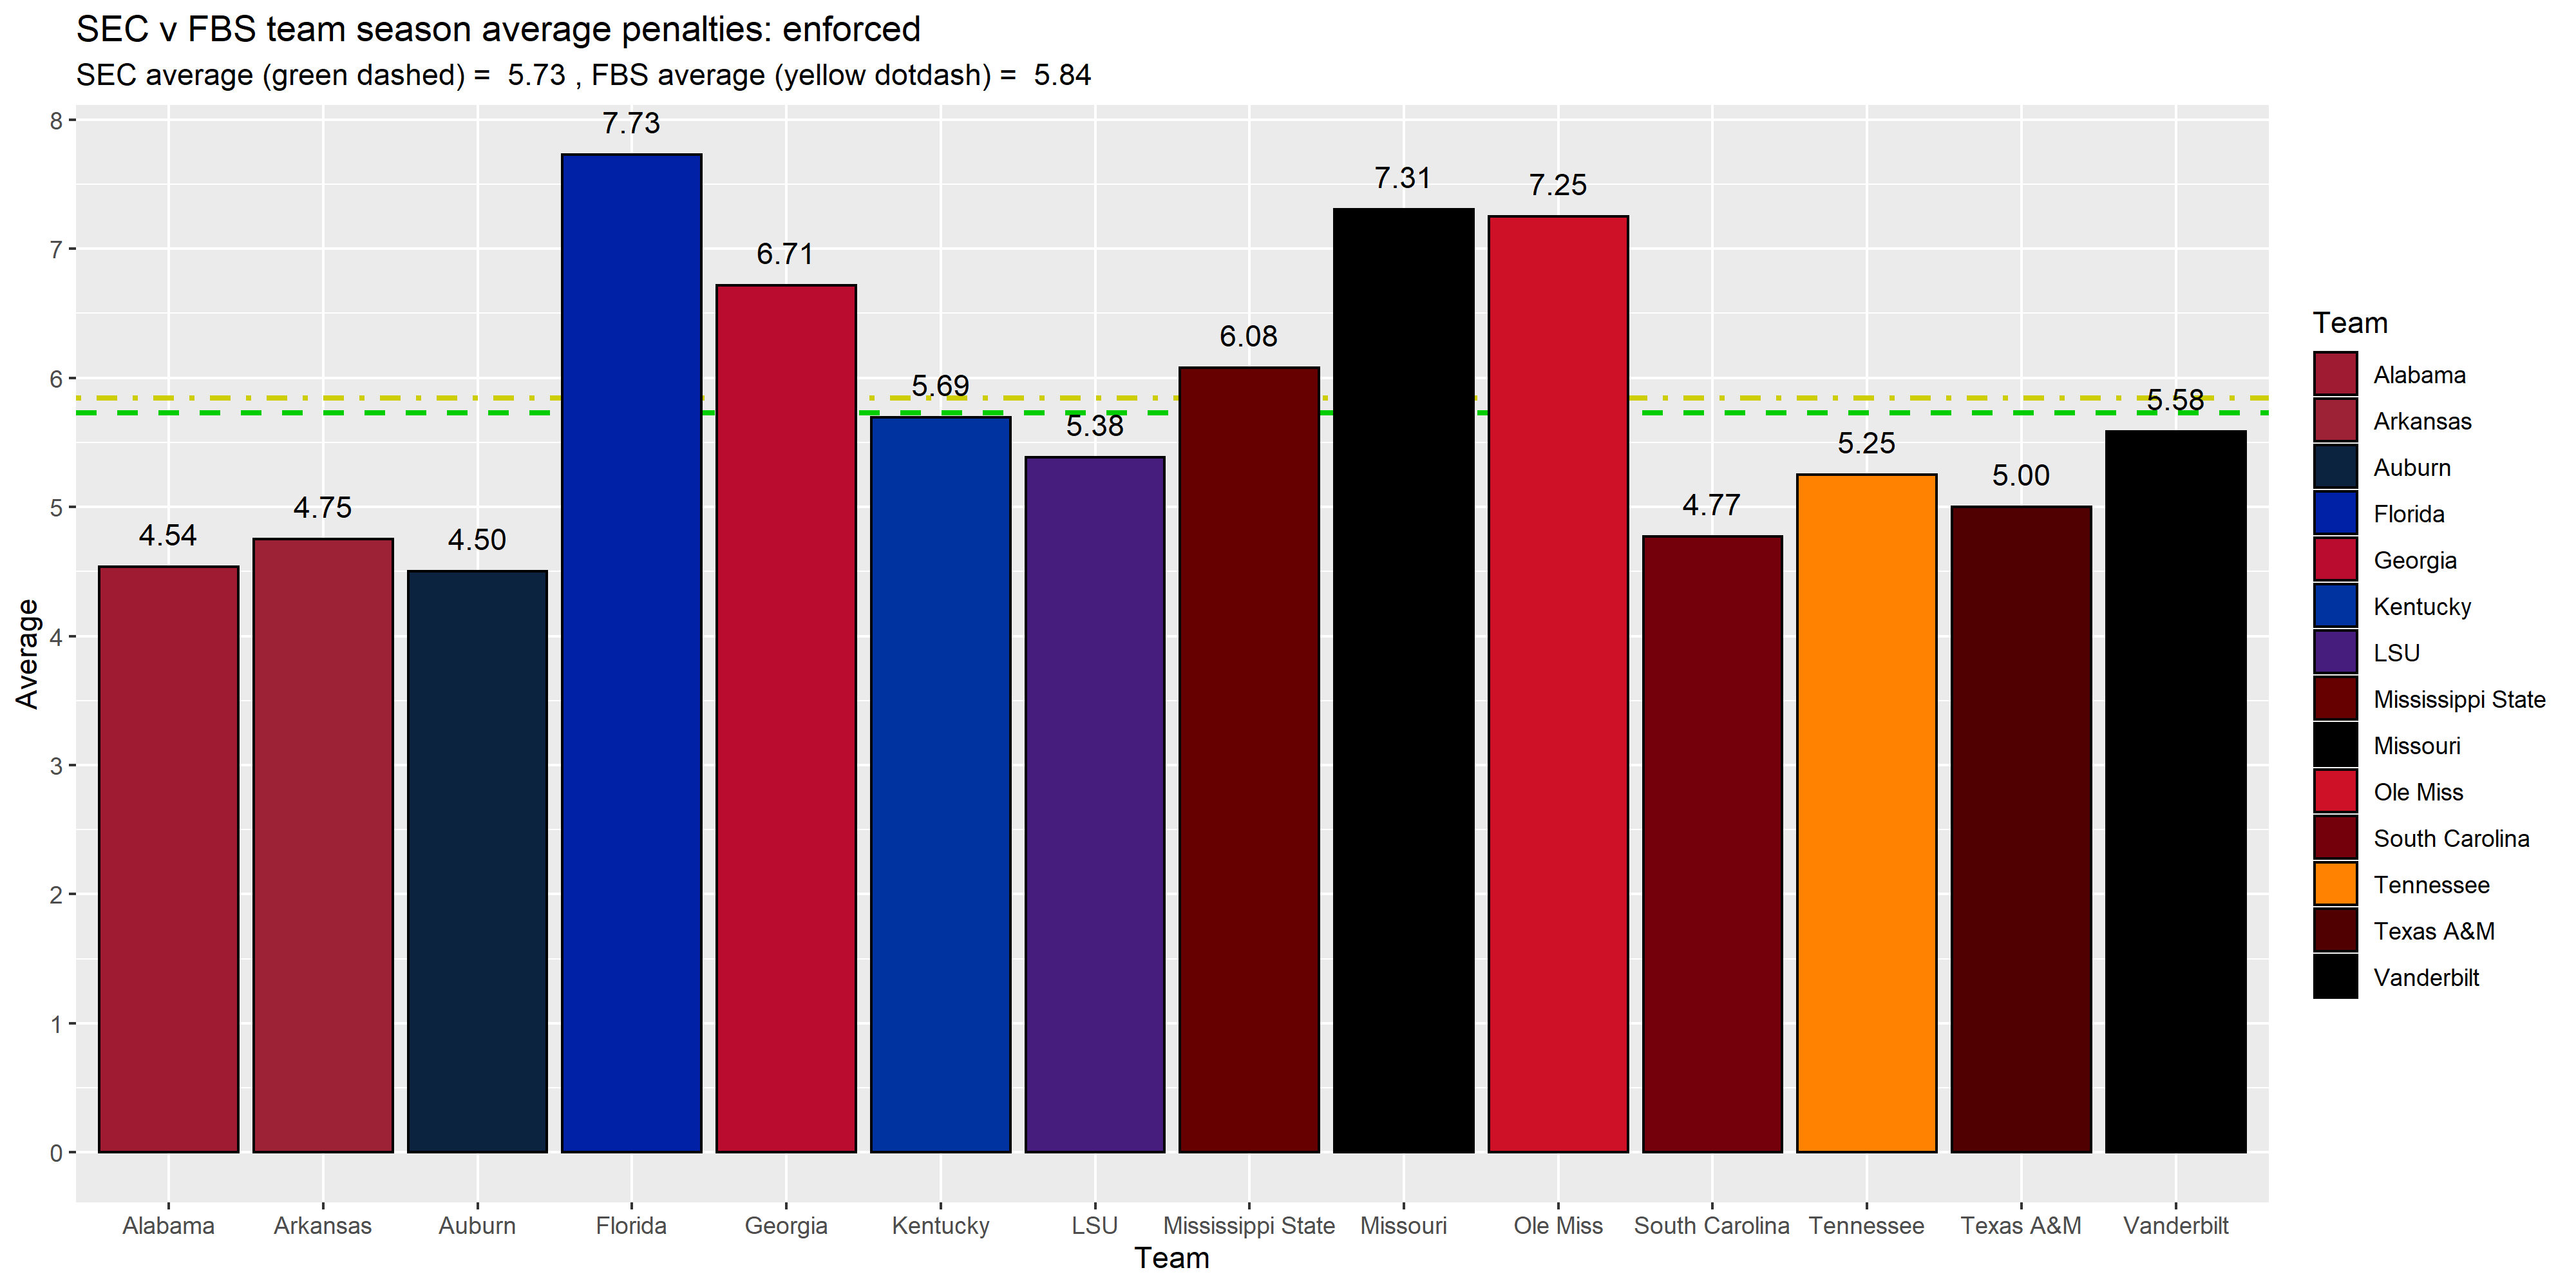 SEC v FBS team season average penalties: enforced
SEC average (green dashed) =  5.73 , FBS average (yellow dotdash) =  5.84
Average
8
7
6
5
4
3
2
1
0
4.54
4.75
4.50
7.73
6.71
5.69
5.38
6.08
7.31
7.25
4.77
5.25
5.00
5.58
Alabama
Arkansas
Auburn
Florida
Georgia
Kentucky
LSU
Mississippi State
Missouri
Ole Miss
South Carolina
Tennessee
Texas A&M
Vanderbilt
Team
Team
Alabama
Arkansas
Auburn
Florida
Georgia
Kentucky
LSU
Mississippi State
Missouri
Ole Miss
South Carolina
Tennessee
Texas A&M
Vanderbilt